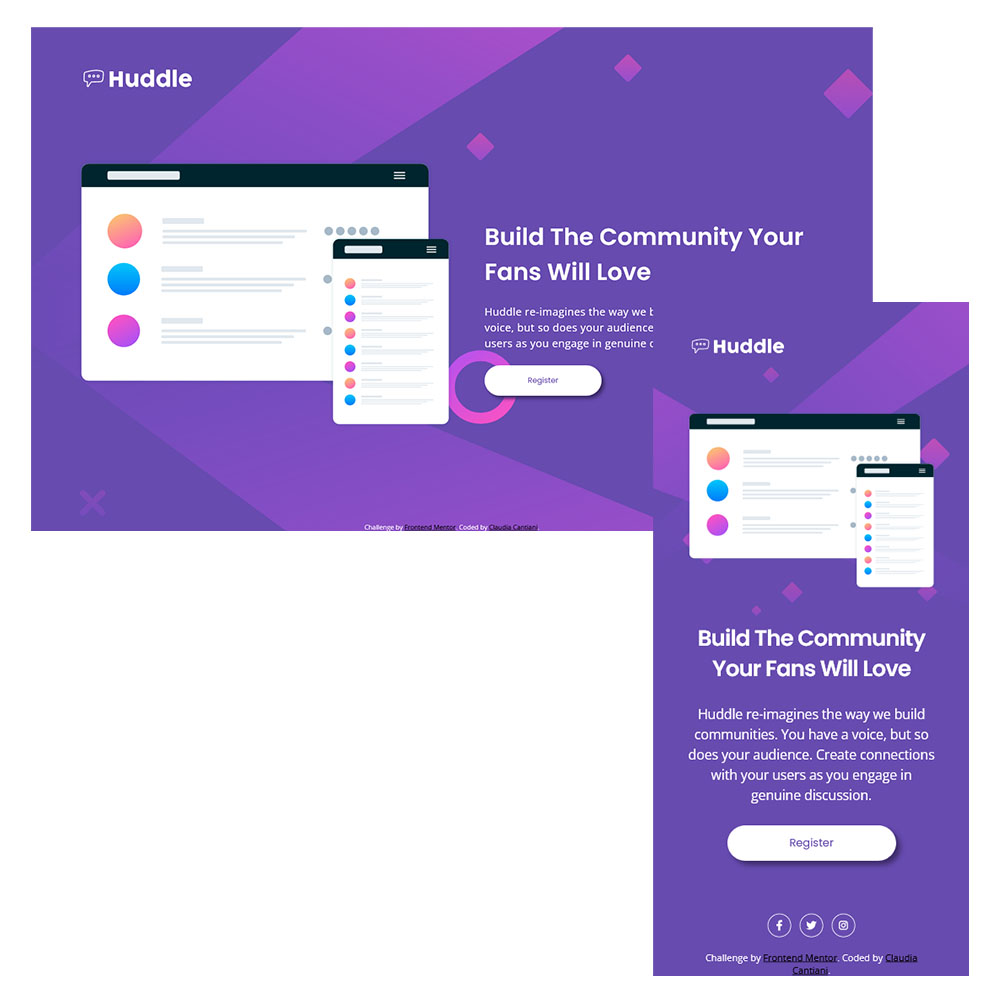 Huddle
Build The Community Your
Fans Will Love
Huddle re-imagines the way we
voice, but so does your audience
users as you engage in genuine
Register
Challenge by Frontend Mentor. Coded by Claudia Cantiani.
Huddle
Build The Community
Your Fans Will Love
Huddle re-imagines the way we build
communities. You have a voice, but so
does your audience. Create connections
with your users as you engage in
genuine discussion.
Register
Challenge by Frontend Mentor. Coded by Claudia
Cantiani.